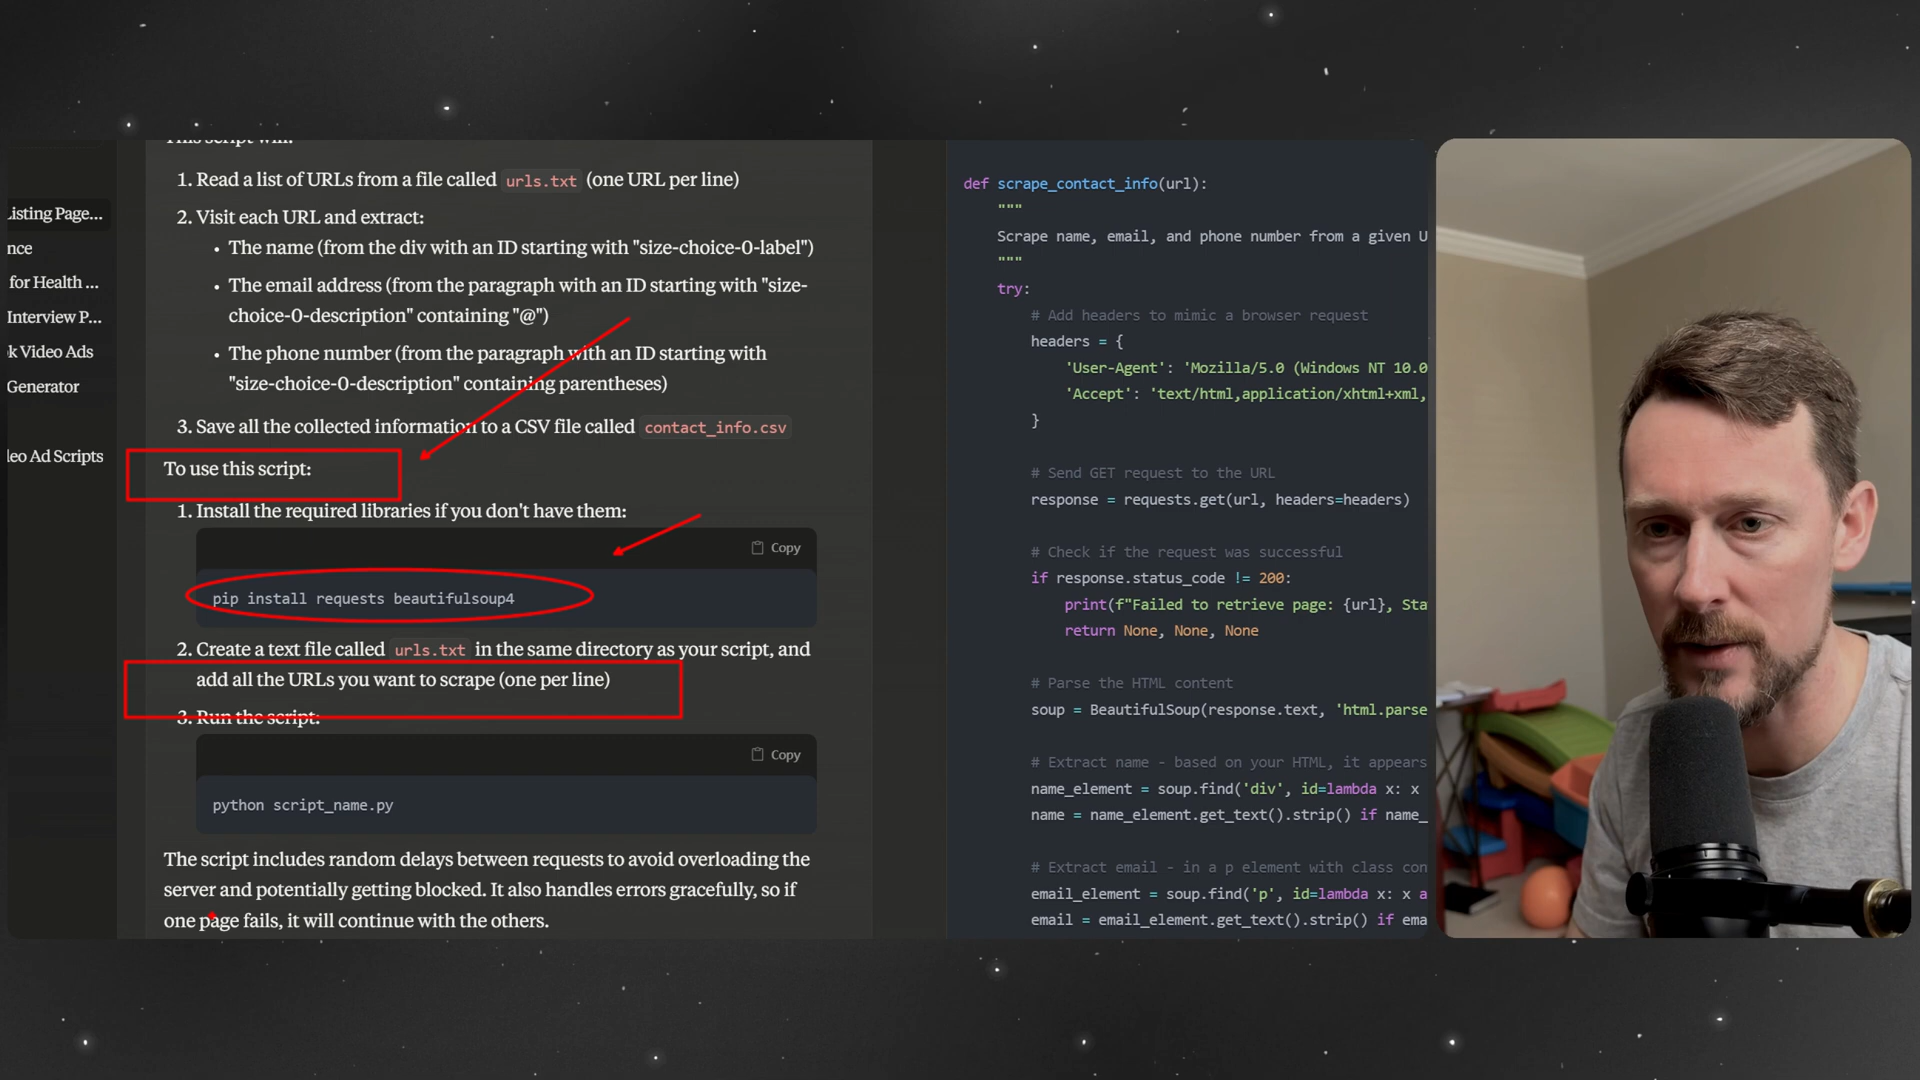 This script will:
1. Read a list of URLs from a file called urls.txt (one URL per line)
2. Visit each URL and extract:
• The name (from the div with an ID starting with "size-choice-0-label")
• The email address (from the paragraph with an ID starting with "size-
choice-0-description" containing "@")
• The phone number (from the paragraph with an ID starting with
"size-choice-0-description" containing parentheses)
3. Save all the collected information to a CSV file called contact_info.csv
To use this script:
1. Install the required libraries if you don't have them:
Copy
pip install requests beautifulsoup4
2. Create a text file called urls.txt in the same directory as your script, and
add all the URLs you want to scrape (one per line)
3. Run the script:
Copy
python script_name.py
The script includes random delays between requests to avoid overloading the
server and potentially getting blocked. It also handles errors gracefully, so if
one page fails, it will continue with the others.
Listing Page...
nce
for Health ...
Interview P...
k Video Ads
Generator
leo Ad Scripts
def scrape_contact_info(url):
"""
Scrape name, email, and phone number from a given U
"""
try:
# Add headers to mimic a browser request
headers = {
'User-Agent': 'Mozilla/5.0 (Windows NT 10.0
'Accept': 'text/html,application/xhtml+xml,
}
# Send GET request to the URL
response = requests.get(url, headers=headers)
# Check if the request was successful
if response.status_code != 200:
print(f"Failed to retrieve page: {url}, Sta
return None, None, None
# Parse the HTML content
soup = BeautifulSoup(response.text, 'html.parse
# Extract name - based on your HTML, it appears
name_element = soup.find('div', id=lambda x: x
name = name_element.get_text().strip() if name_
# Extract email - in a p element with class con
email_element = soup.find('p', id=lambda x: x a
email = email_element.get_text().strip() if ema